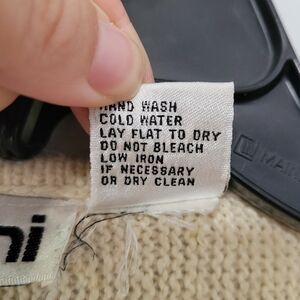 HAND WASH
COLD WATER
LAY FLAT TO DRY
DO NOT BLEACH
LOW IRON
IF NECESSARY
OR DRY CLEAN